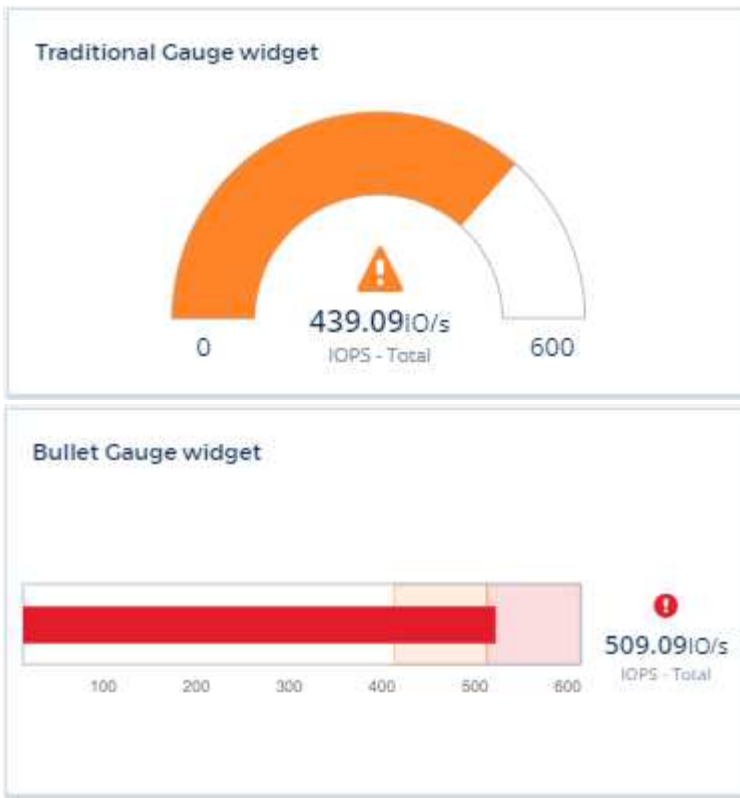 Traditional Gauge widget
439.09IO/s
0
IOPS - Total
600
Bullet Gauge widget
509.09IO/s
IOPS - Total
100 200 300 400 500 600